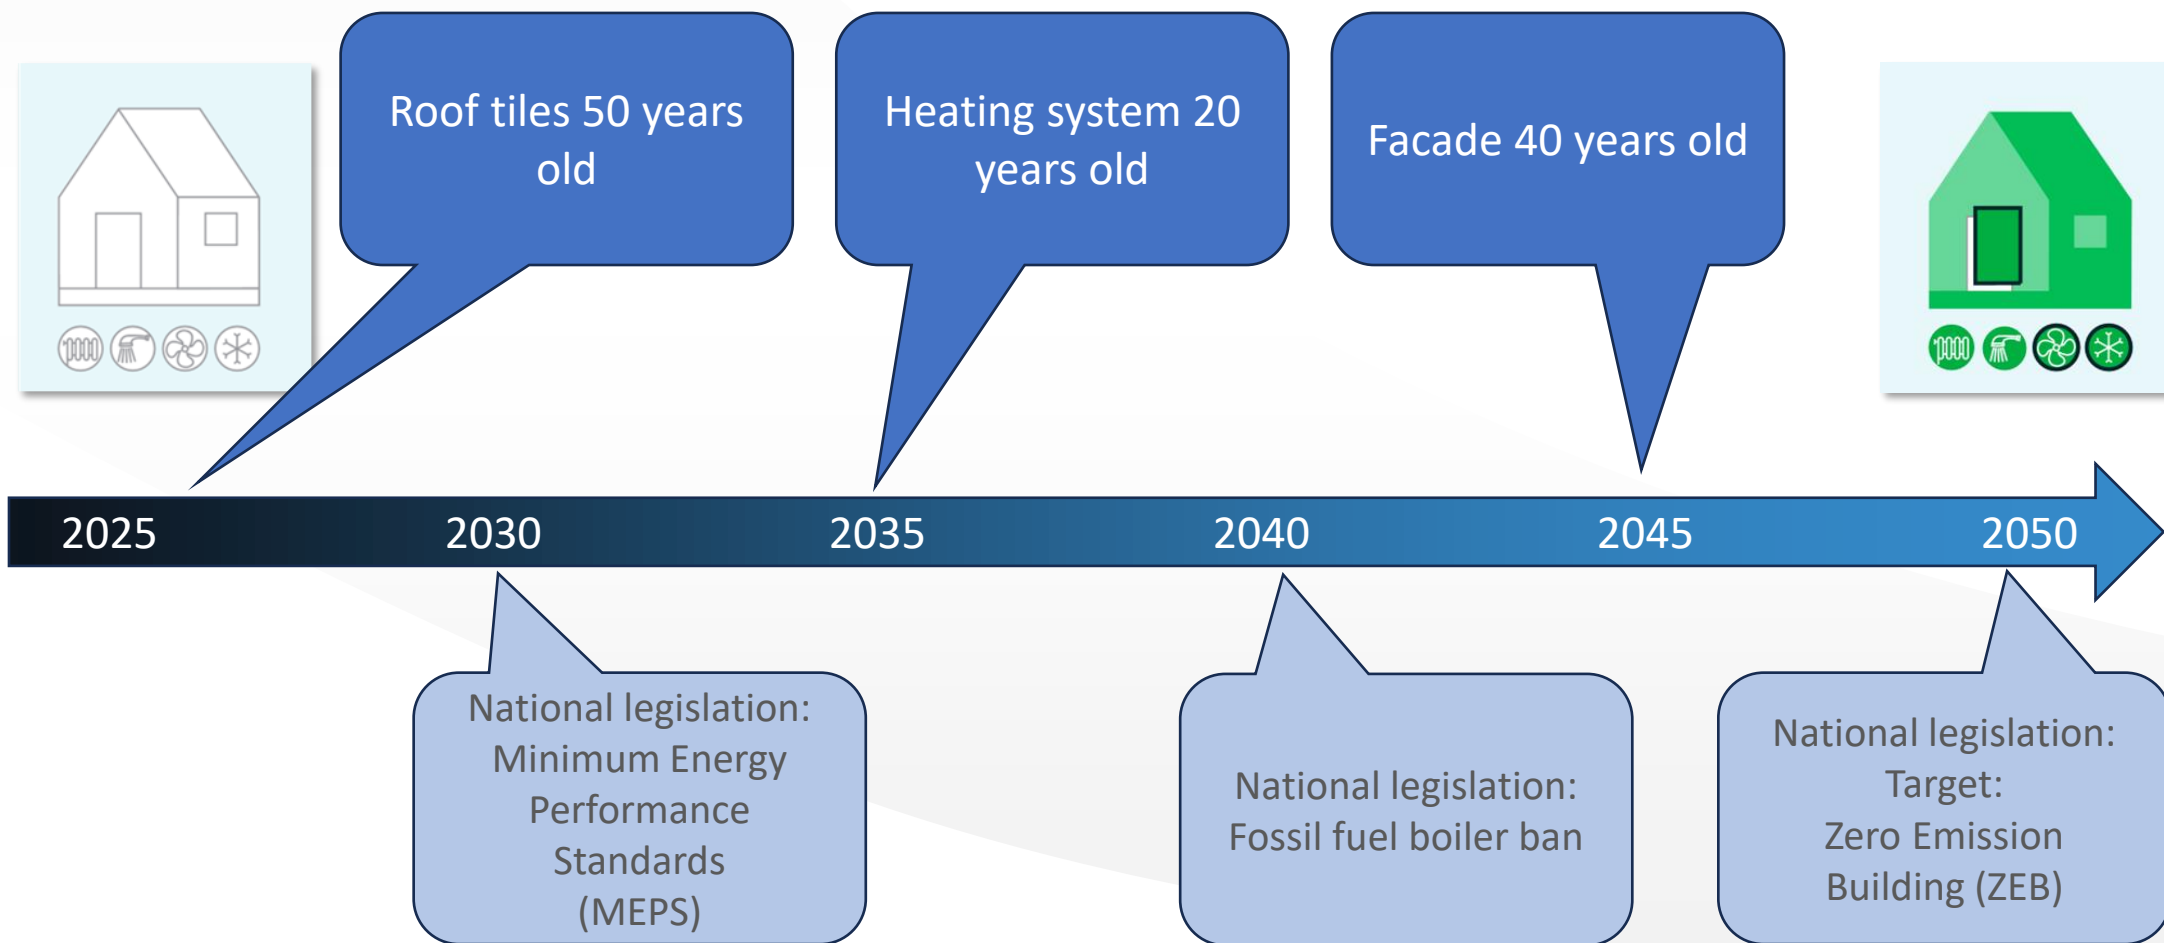 Roof tiles 50 years
old
Heating system 20
years old
Facade 40 years old
2025
2030
2035
2040
2045
2050
National legislation:
Minimum Energy
Performance
Standards
(MEPS)
National legislation:
Fossil fuel boiler ban
National legislation:
Target:
Zero Emission
Building (ZEB)